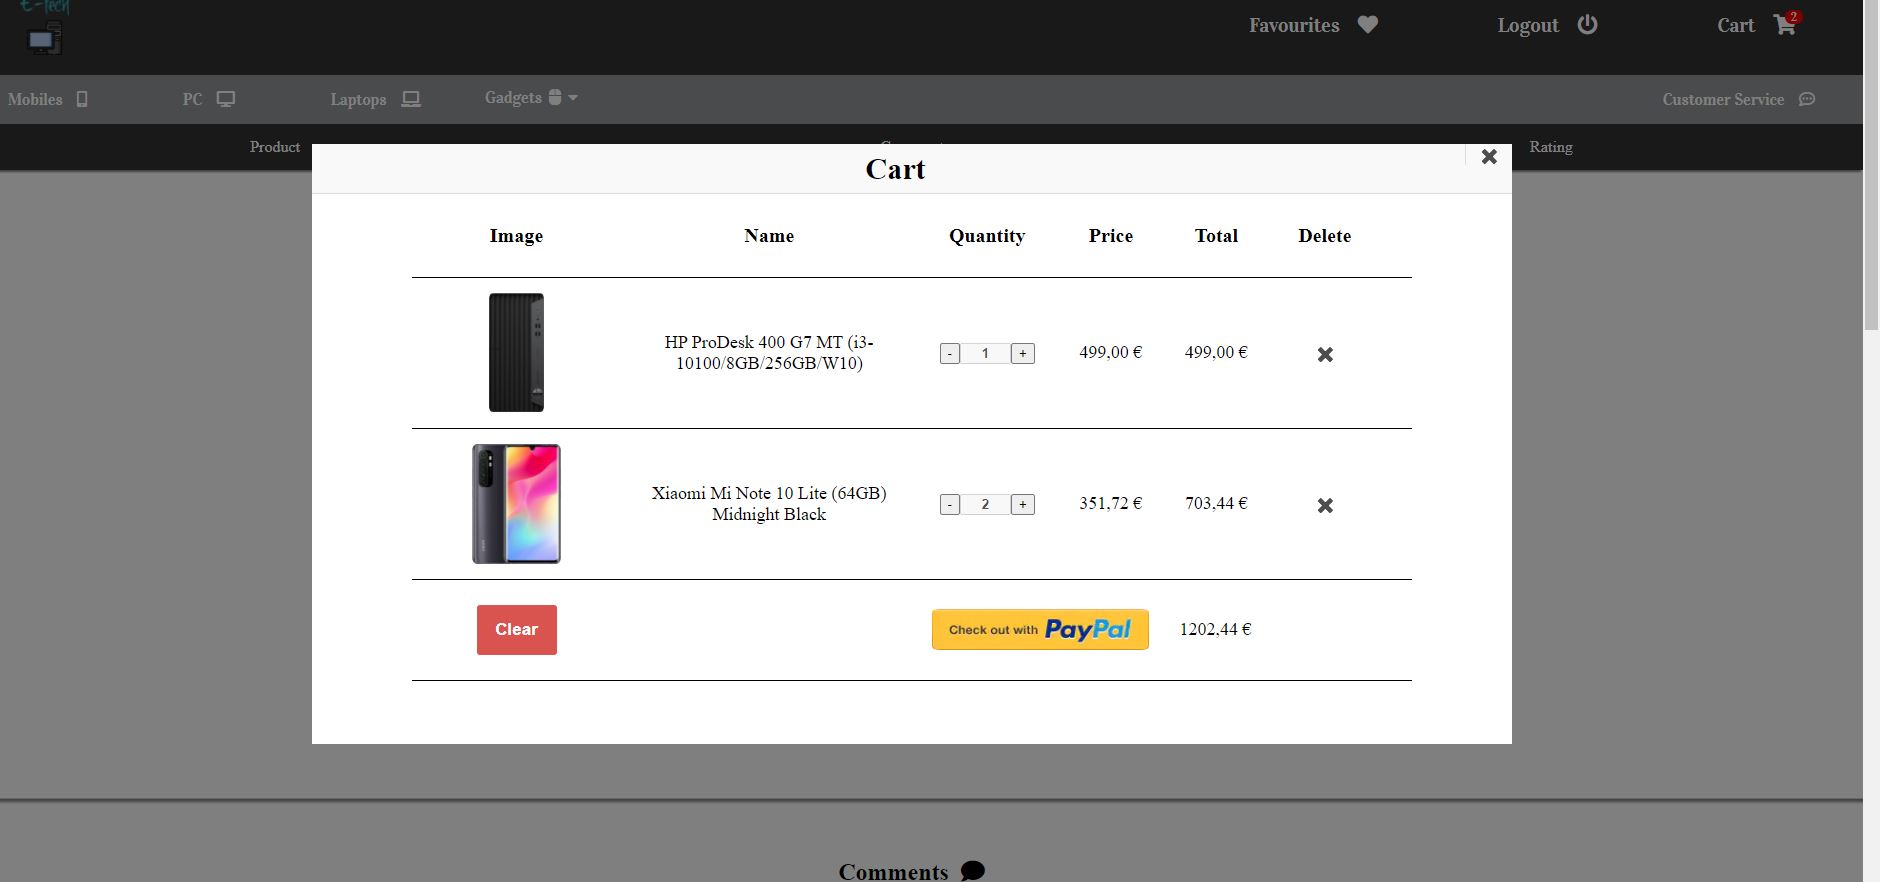 E-Tech
Favourites
Logout
Cart 2
Mobiles
PC
Laptops
Gadgets
Customer Service
Product
Rating
Cart
Image Name Quantity Price Total Delete
HP ProDesk 400 G7 MT (i3-
10100/8GB/256GB/W10)
- 1 + 499,00 € 499,00 €
Xiaomi Mi Note 10 Lite (64GB)
Midnight Black
- 2 + 351,72 € 703,44 €
Clear
Check out with PayPal
1202,44 €
Comments